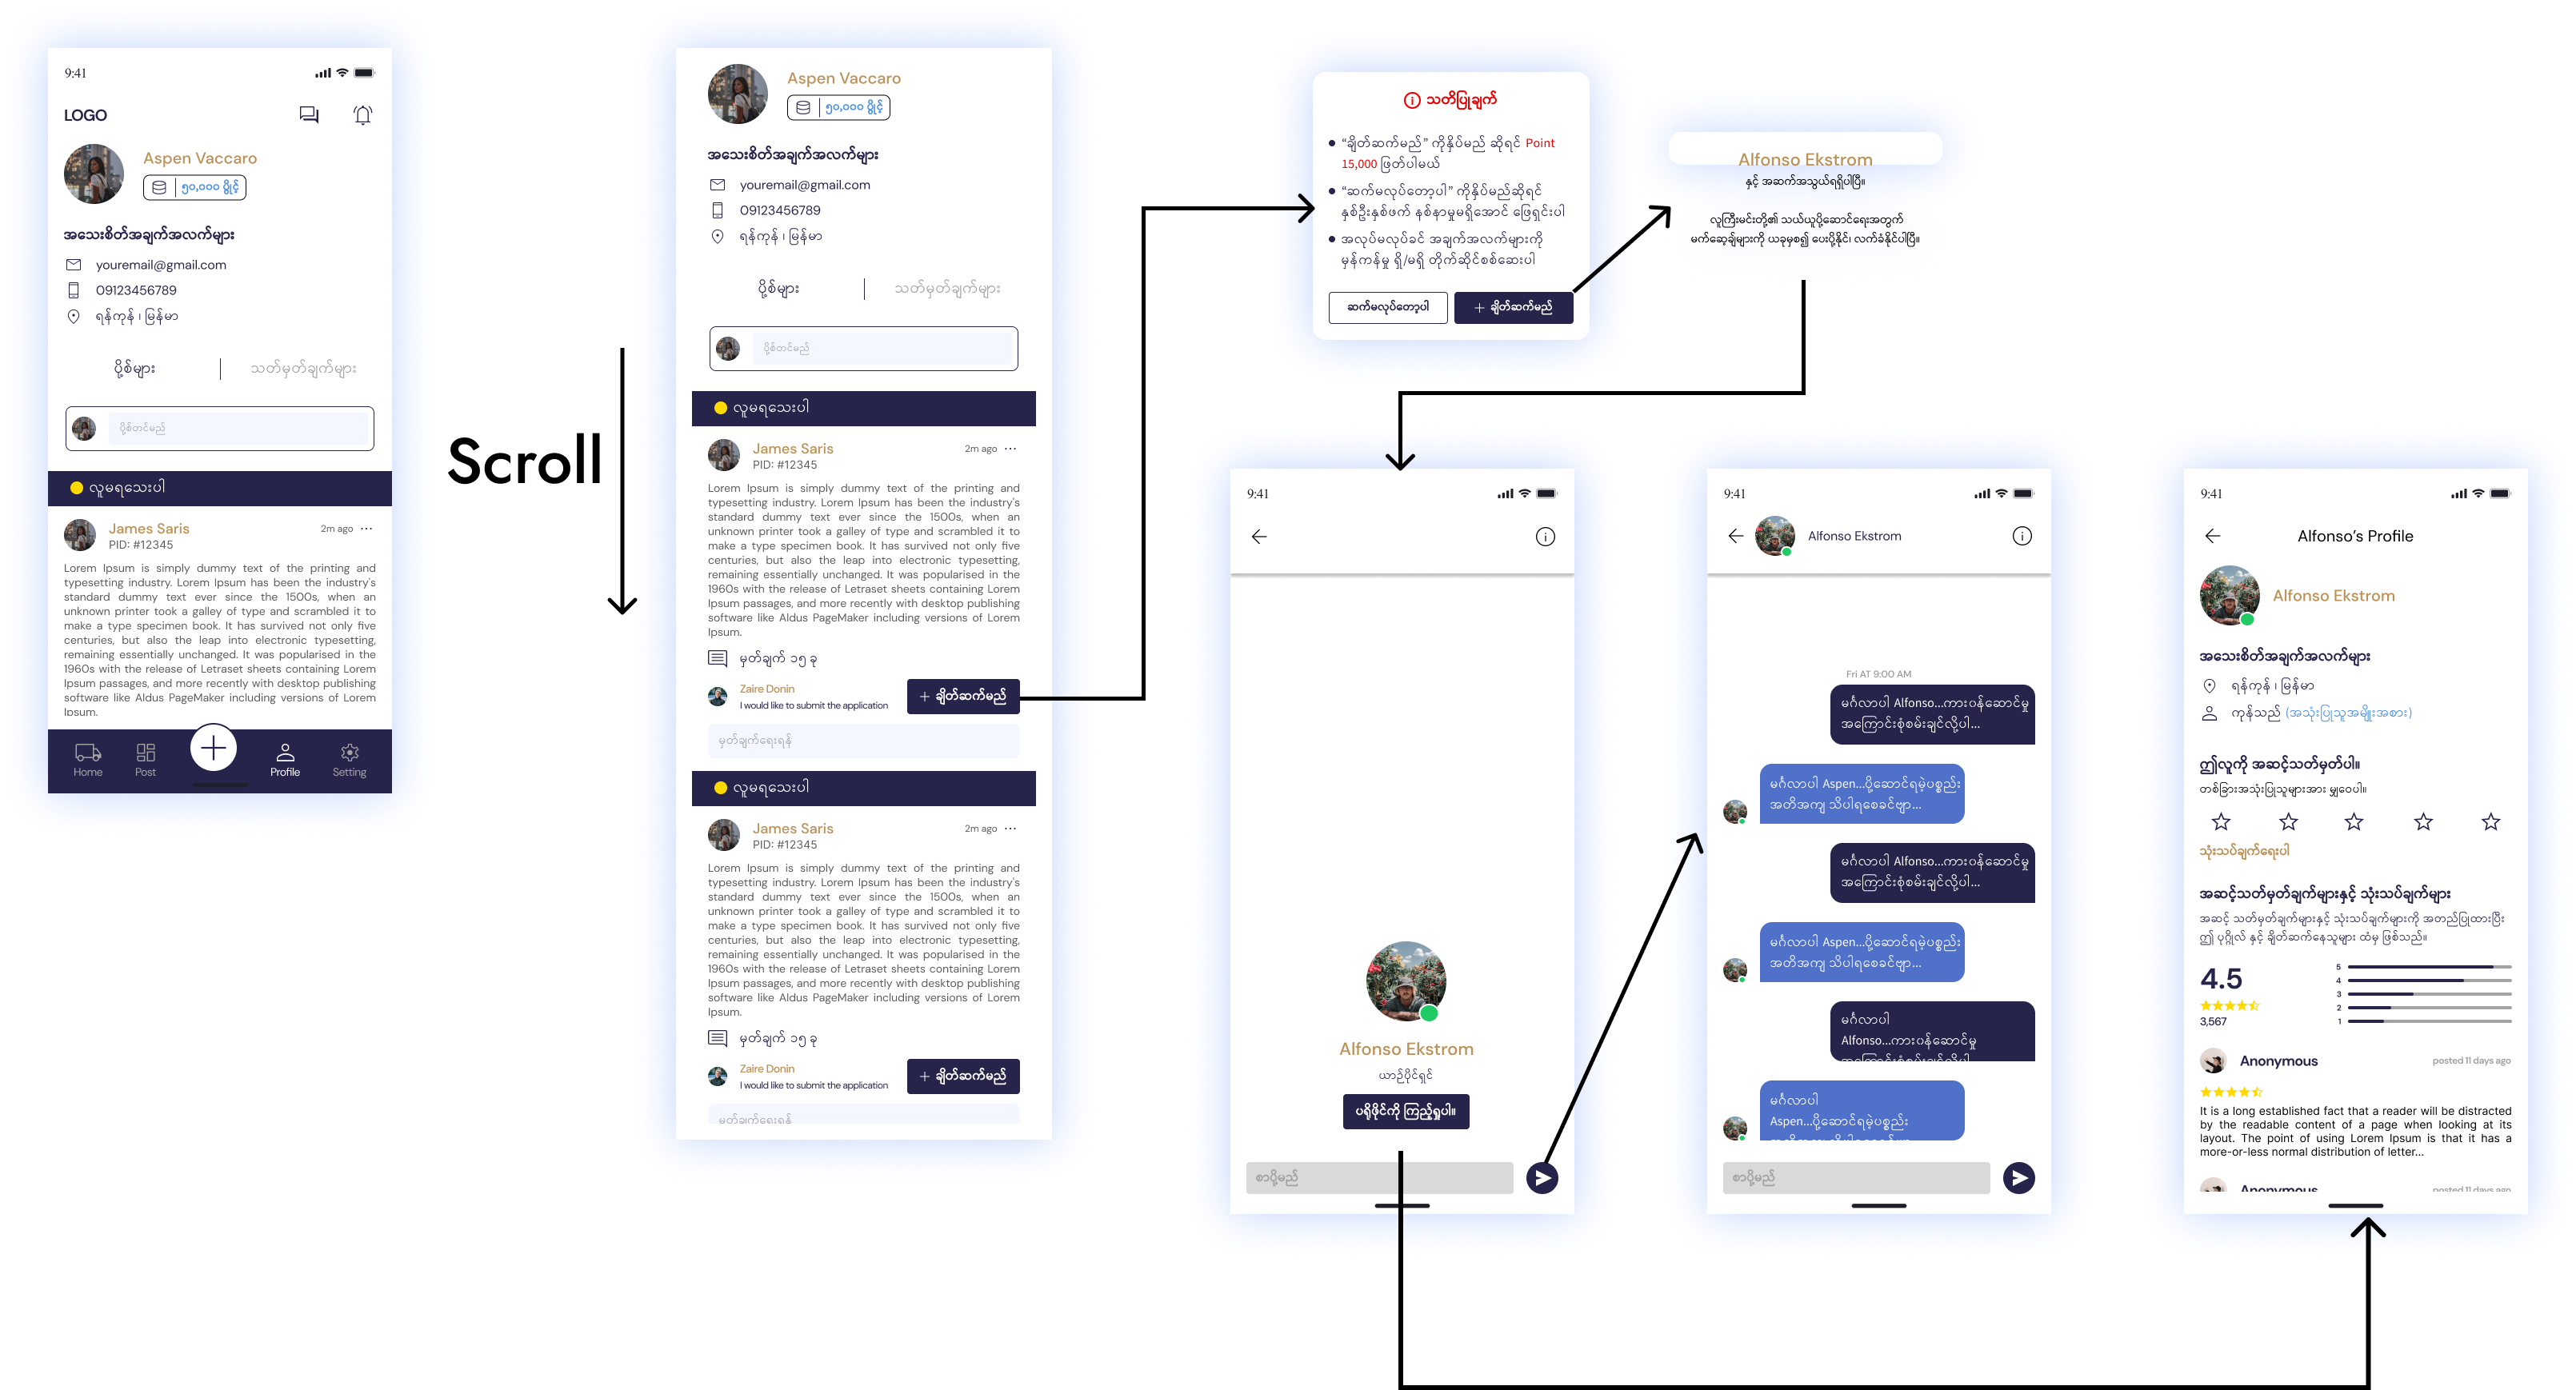 9:41
LOGO
Aspen Vaccaro
၅၀,၀၀၀ ပွိုင့်
အသေးစိတ်အချက်အလက်များ
youremail@gmail.com
09123456789
ရန်ကုန် ၊ မြန်မာ
ပို့စ်များ
သတ်မှတ်ချက်များ
ပို့စ်တင်မည်
လူမရသေးပါ
James Saris
2m ago
PID: #12345
Lorem Ipsum is simply dummy text of the printing and
typesetting industry. Lorem Ipsum has been the industry's
standard dummy text ever since the 1500s, when an
unknown printer took a galley of type and scrambled it to
make a type specimen book. It has survived not only five
centuries, but also the leap into electronic typesetting,
remaining essentially unchanged. It was popularised in the
1960s with the release of Letraset sheets containing Lorem
Ipsum passages, and more recently with desktop publishing
software like Aldus PageMaker including versions of Lorem
Ipsum.
Home
Post
Profile
Setting
Scroll
Aspen Vaccaro
၅၀,၀၀၀ ပွိုင့်
အသေးစိတ်အချက်အလက်များ
youremail@gmail.com
09123456789
ရန်ကုန် ၊ မြန်မာ
ပို့စ်များ
သတ်မှတ်ချက်များ
ပို့စ်တင်မည်
လူမရသေးပါ
James Saris
2m ago
PID: #12345
Lorem Ipsum is simply dummy text of the printing and
typesetting industry. Lorem Ipsum has been the industry's
standard dummy text ever since the 1500s, when an
unknown printer took a galley of type and scrambled it to
make a type specimen book. It has survived not only five
centuries, but also the leap into electronic typesetting,
remaining essentially unchanged. It was popularised in the
1960s with the release of Letraset sheets containing Lorem
Ipsum passages, and more recently with desktop publishing
software like Aldus PageMaker including versions of Lorem
Ipsum.
မှတ်ချက် ၁၅ ခု
Zaire Donin
I would like to submit the application
ချိတ်ဆက်မည်
မှတ်ချက်ရေးရန်
လူမရသေးပါ
James Saris
2m ago
PID: #12345
Lorem Ipsum is simply dummy text of the printing and
typesetting industry. Lorem Ipsum has been the industry's
standard dummy text ever since the 1500s, when an
unknown printer took a galley of type and scrambled it to
make a type specimen book. It has survived not only five
centuries, but also the leap into electronic typesetting,
remaining essentially unchanged. It was popularised in the
1960s with the release of Letraset sheets containing Lorem
Ipsum passages, and more recently with desktop publishing
software like Aldus PageMaker including versions of Lorem
Ipsum.
မှတ်ချက် ၁၅ ခု
Zaire Donin
I would like to submit the application
ချိတ်ဆက်မည်
မှတ်ချက်ရေးရန်
သတိပြုချက်
“ချိတ်ဆက်မည်” ကိုနှိပ်မည် ဆိုရင် Point
15,000 ဖြတ်ပါမယ်
“ဆက်မလုပ်တော့ပါ” ကိုနှိပ်မည်ဆိုရင်
နှစ်ဦးနှစ်ဖက် နစ်နာမှုမရှိအောင် ဖြေရှင်းပါ
အလုပ်မလုပ်ခင် အချက်အလက်များကို
မှန်ကန်မှု ရှိ/မရှိ တိုက်ဆိုင်စစ်ဆေးပါ
ဆက်မလုပ်တော့ပါ
ချိတ်ဆက်မည်
Alfonso Ekstrom
နှင့် အဆက်အသွယ်ရရှိပါပြီ။
လူကြီးမင်းတို့၏ သယ်ယူပို့ဆောင်ရေးအတွက်
မက်ဆေ့ချ်များကို ယခုမှစ၍ ပေးပို့နိုင်၊ လက်ခံနိုင်ပါပြီ။
9:41
Alfonso Ekstrom
ယာဉ်ပိုင်ရှင်
ပရိုဖိုင်ကို ကြည့်ရှုပါ။
စာပို့မည်
9:41
Alfonso Ekstrom
Fri AT 9:00 AM
မင်္ဂလာပါ Alfonso...ကားဝန်ဆောင်မှု
အကြောင်းစုံစမ်းချင်လို့ပါ...
မင်္ဂလာပါ Aspen...ပို့ဆောင်ရမဲ့ပစ္စည်း
အတိအကျ သိပါရစေခင်ဗျာ...
မင်္ဂလာပါ Alfonso...ကားဝန်ဆောင်မှု
အကြောင်းစုံစမ်းချင်လို့ပါ...
မင်္ဂလာပါ Aspen...ပို့ဆောင်ရမဲ့ပစ္စည်း
အတိအကျ သိပါရစေခင်ဗျာ...
မင်္ဂလာပါ
Alfonso...ကားဝန်ဆောင်မှု
အကြောင်းစုံစမ်းချင်လို့ပါ
မင်္ဂလာပါ
Aspen...ပို့ဆောင်ရမဲ့ပစ္စည်း
စာပို့မည်
9:41
Alfonso’s Profile
Alfonso Ekstrom
အသေးစိတ်အချက်အလက်များ
ရန်ကုန် ၊ မြန်မာ
ကုန်သည် (အသုံးပြုသူအမျိုးအစား)
ဤလူကို အဆင့်သတ်မှတ်ပါ။
တစ်ခြားအသုံးပြုသူများအား မျှဝေပါ။
သုံးသပ်ချက်ရေးပါ
အဆင့်သတ်မှတ်ချက်များနှင့် သုံးသပ်ချက်များ
အဆင့် သတ်မှတ်ချက်များနှင့် သုံးသပ်ချက်များကို အတည်ပြုထားပြီး
ဤ ပုဂ္ဂိုလ် နှင့် ချိတ်ဆက်နေသူများ ထံမှ ဖြစ်သည်။
4.5
3,567
5
4
3
2
1
Anonymous
posted 11 days ago
It is a long established fact that a reader will be distracted
by the readable content of a page when looking at its
layout. The point of using Lorem Ipsum is that it has a
more-or-less normal distribution of letter...
Anonymous
posted 11 days ago